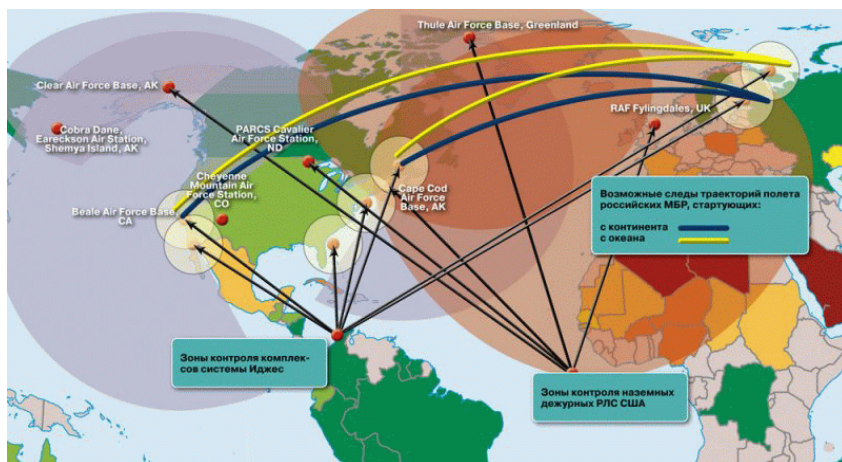 Thule Air Force Base, Greenland
Clear Air Force Base, AK
Cobra Dane,
Eareckson Air Station,
Shemya Island, AK
PARCS Cavalier
Air Force Station,
ND
RAF Fylingdales, UK
Cheyenne
Mountain Air
Force Station,
CO
Beale Air Force Base,
CA
Cape Cod
Air Force
Base, AK
Возможные следы траекторий полета
российских МБР, стартующих:
с континента
с океана
Зоны контроля комплек-
сов системы Иджес
Зоны контроля наземных
дежурных РЛС США